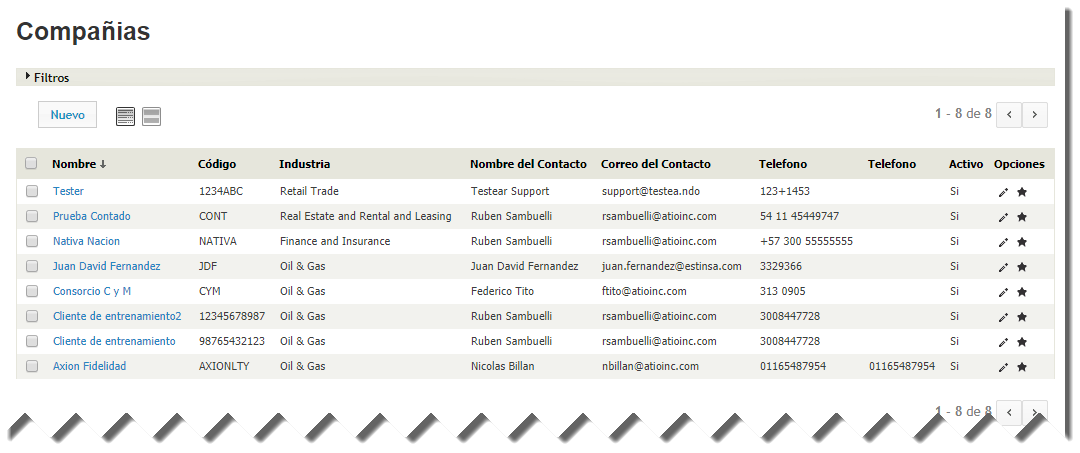 Compañias
Filtros
Nuevo
1 - 8 de 8
Nombre Código Industria Nombre del Contacto Correo del Contacto Telefono Telefono Activo Opciones
Tester 1234ABC Retail Trade Testear Support support@testea.ndo 123+1453 Si
Prueba Contado CONT Real Estate and Rental and Leasing Ruben Sambuelli rsambuelli@atioinc.com 54 11 45449747 Si
Nativa Nacion NATIVA Finance and Insurance Ruben Sambuelli rsambuelli@atioinc.com +57 300 55555555 Si
Juan David Fernandez JDF Oil & Gas Juan David Fernandez juan.fernandez@estinsa.com 3329366 Si
Consorcio C y M CYM Oil & Gas Federico Tito ftito@atioinc.com 313 0905 Si
Cliente de entrenamiento2 12345678987 Oil & Gas Ruben Sambuelli rsambuelli@atioinc.com 3008447728 Si
Cliente de entrenamiento 98765432123 Oil & Gas Ruben Sambuelli rsambuelli@atioinc.com 3008447728 Si
Axion Fidelidad AXIONLTY Oil & Gas Nicolas Billan nbillan@atioinc.com 01165487954 01165487954 Si
1 - 8 de 8